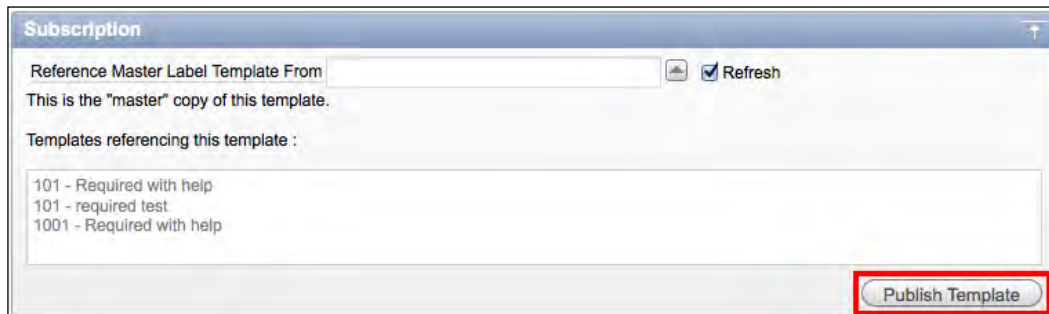 Subscription
Reference Master Label Template From Refresh
This is the "master" copy of this template.
Templates referencing this template :
101 - Required with help
101 - required test
1001 - Required with help
Publish Template